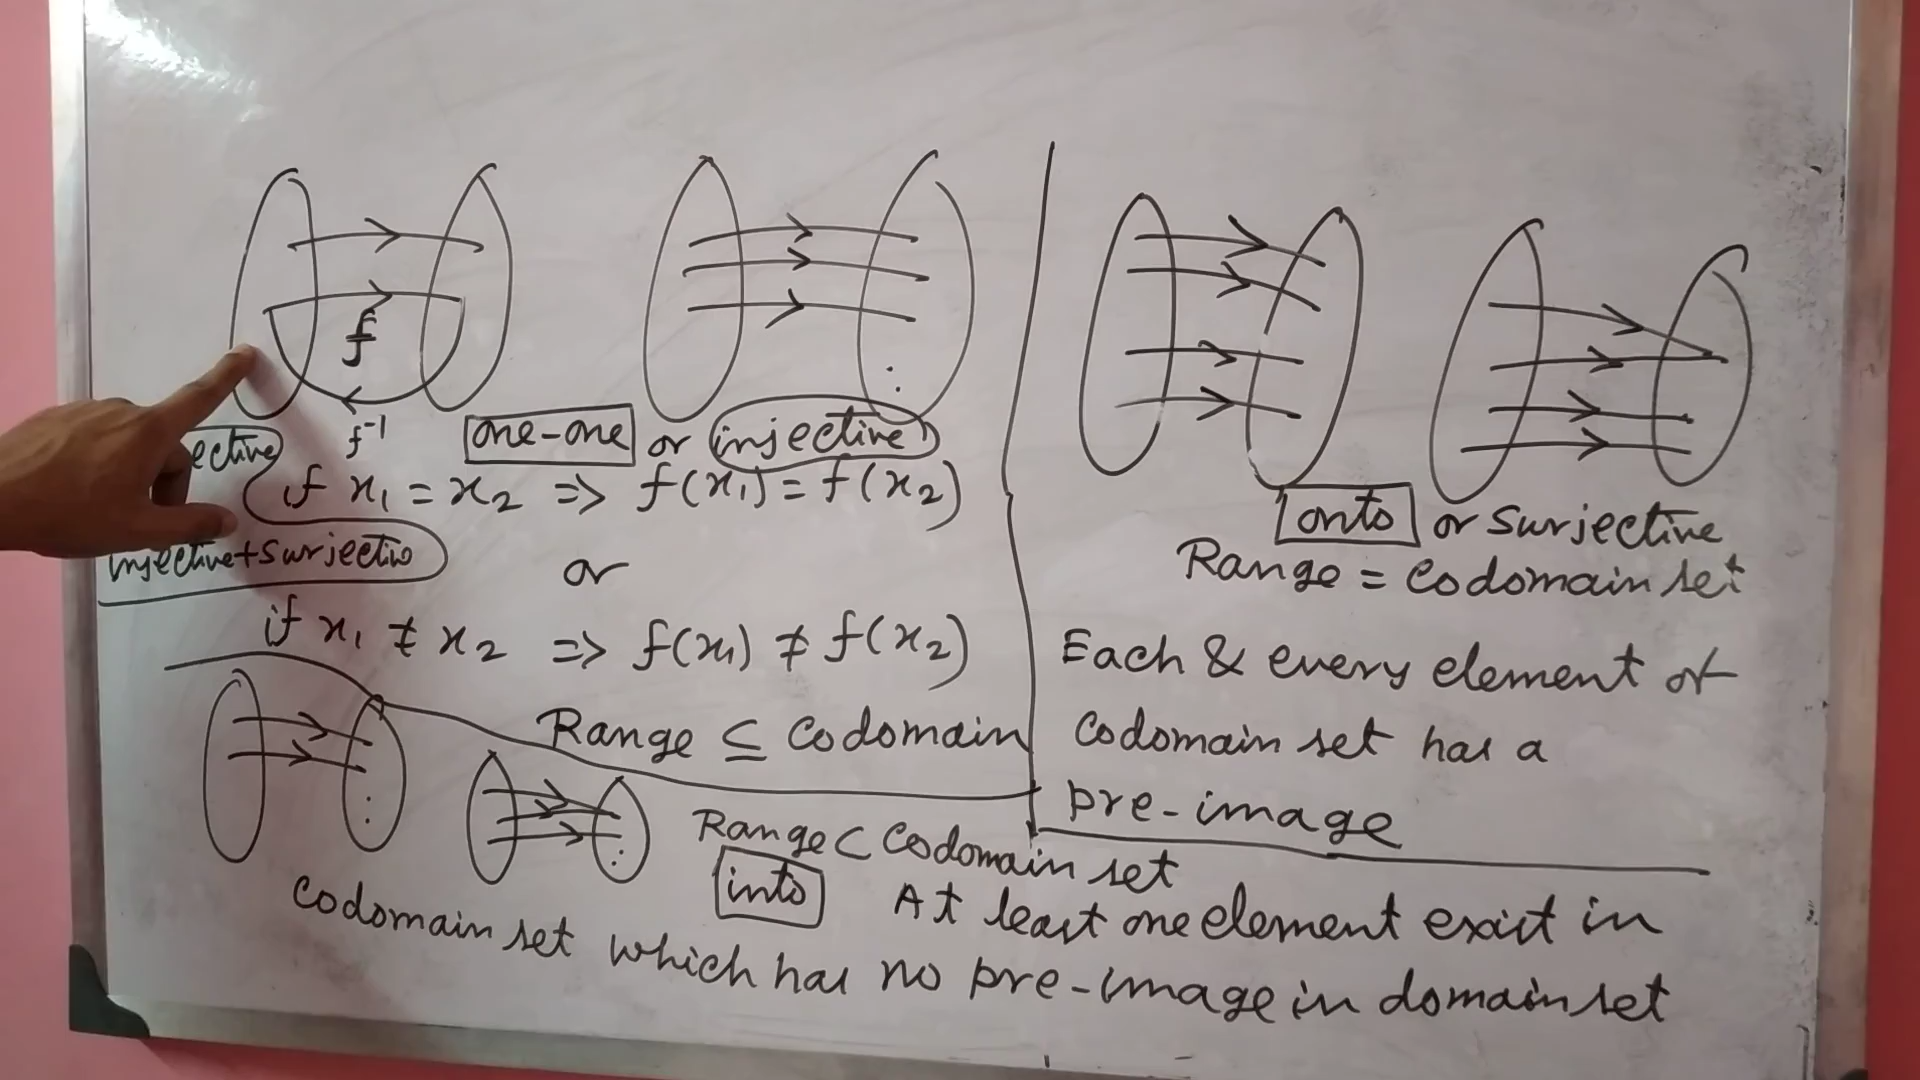 f
f⁻¹
one-one or injective
ective
if x₁ = x₂ => f(x₁) = f(x₂)
injective+surjective
or
if x₁ ≠ x₂ => f(x₁) ≠ f(x₂)
Range ⊆ Codomain
onto or surjective
Range = Codomain set
Each & every element of
Codomain set has a
pre-image
Range ⊂ Codomain set
into At least one element exist in
Codomain set which has no pre-image in domain set